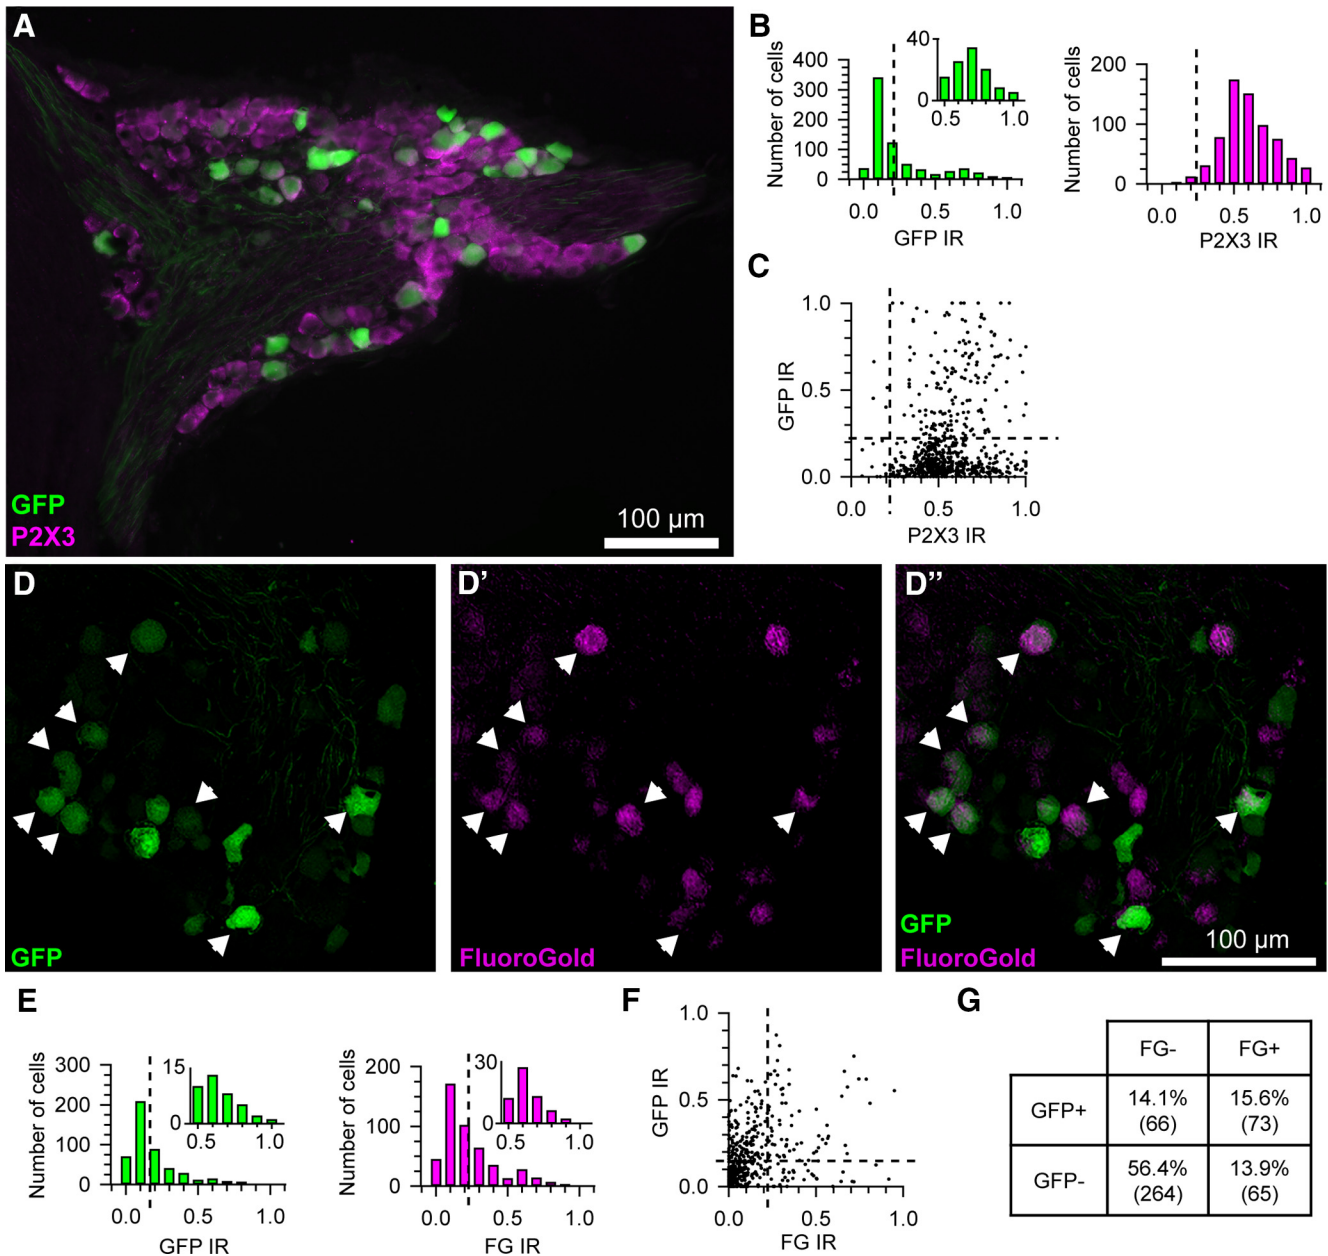 A
GFP
P2X3
100 µm
B
Number of cells
400
300
200
100
0
0.0
0.5
1.0
GFP IR
40
0
0.5
1.0
Number of cells
200
100
0
0.0
0.5
1.0
P2X3 IR
C
GFP IR
1.0
0.5
0.0
0.0
0.5
1.0
P2X3 IR
D
GFP
D’
FluoroGold
D”
GFP
FluoroGold
100 µm
E
Number of cells
300
200
100
0
0.0
0.5
1.0
GFP IR
15
0
0.5
1.0
Number of cells
200
100
0
0.0
0.5
1.0
FG IR
30
0
0.5
1.0
F
GFP IR
1.0
0.5
0.0
0.0
0.5
1.0
FG IR
G
FG- FG+
GFP+ 14.1% 15.6%
(66) (73)
GFP- 56.4% 13.9%
(264) (65)